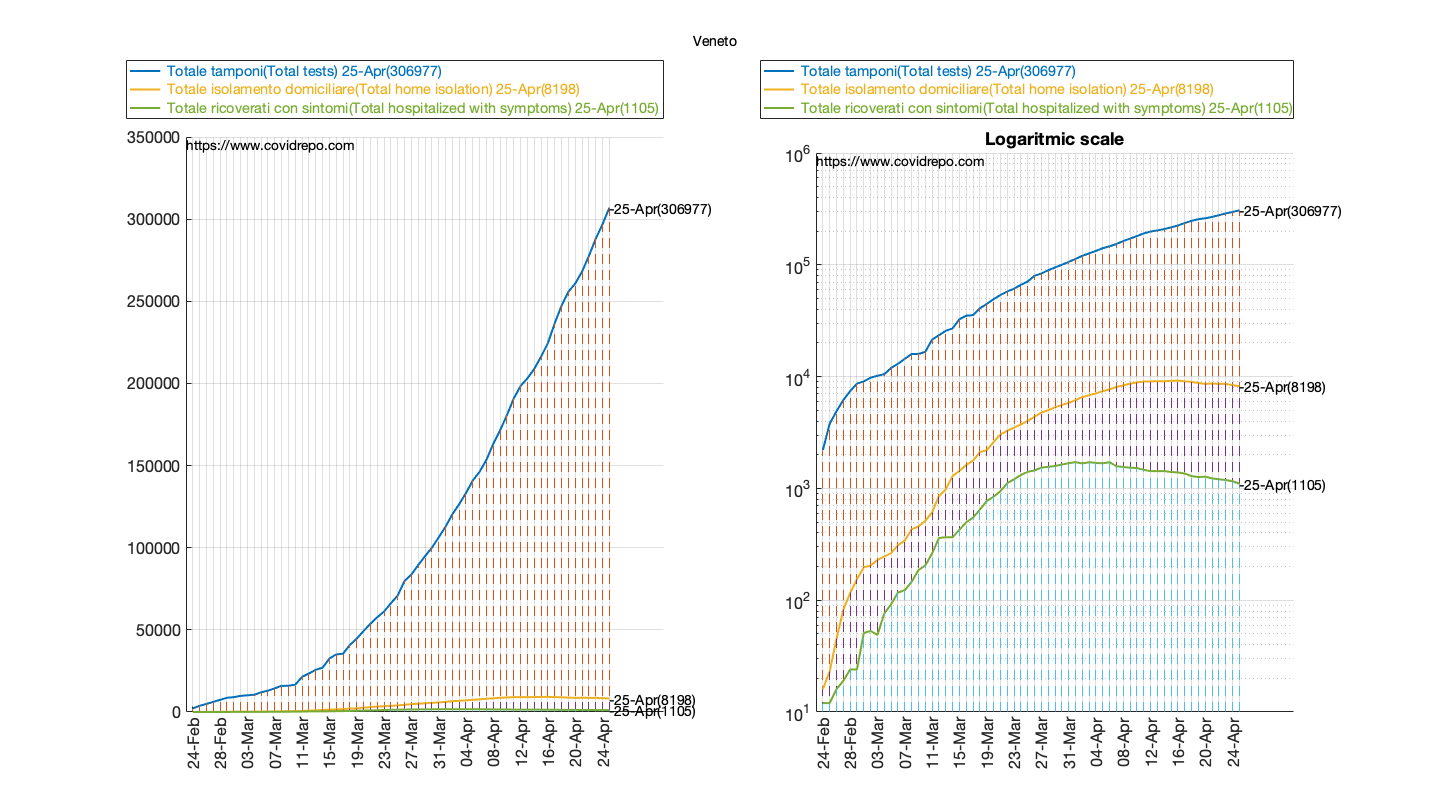 Veneto
Totale tamponi(Total tests) 25-Apr(306977)
Totale isolamento domiciliare(Total home isolation) 25-Apr(8198)
Totale ricoverati con sintomi(Total hospitalized with symptoms) 25-Apr(1105)
350000
https://www.covidrepo.com
300000
25-Apr(306977)
250000
200000
150000
100000
50000
25-Apr(8198)
0
25-Apr(1105)
24-Feb
28-Feb
03-Mar
07-Mar
11-Mar
15-Mar
19-Mar
23-Mar
27-Mar
31-Mar
04-Apr
08-Apr
12-Apr
16-Apr
20-Apr
24-Apr
Totale tamponi(Total tests) 25-Apr(306977)
Totale isolamento domiciliare(Total home isolation) 25-Apr(8198)
Totale ricoverati con sintomi(Total hospitalized with symptoms) 25-Apr(1105)
Logaritmic scale
10^6
https://www.covidrepo.com
25-Apr(306977)
10^5
10^4
25-Apr(8198)
10^3
25-Apr(1105)
10^2
10^1
24-Feb
28-Feb
03-Mar
07-Mar
11-Mar
15-Mar
19-Mar
23-Mar
27-Mar
31-Mar
04-Apr
08-Apr
12-Apr
16-Apr
20-Apr
24-Apr